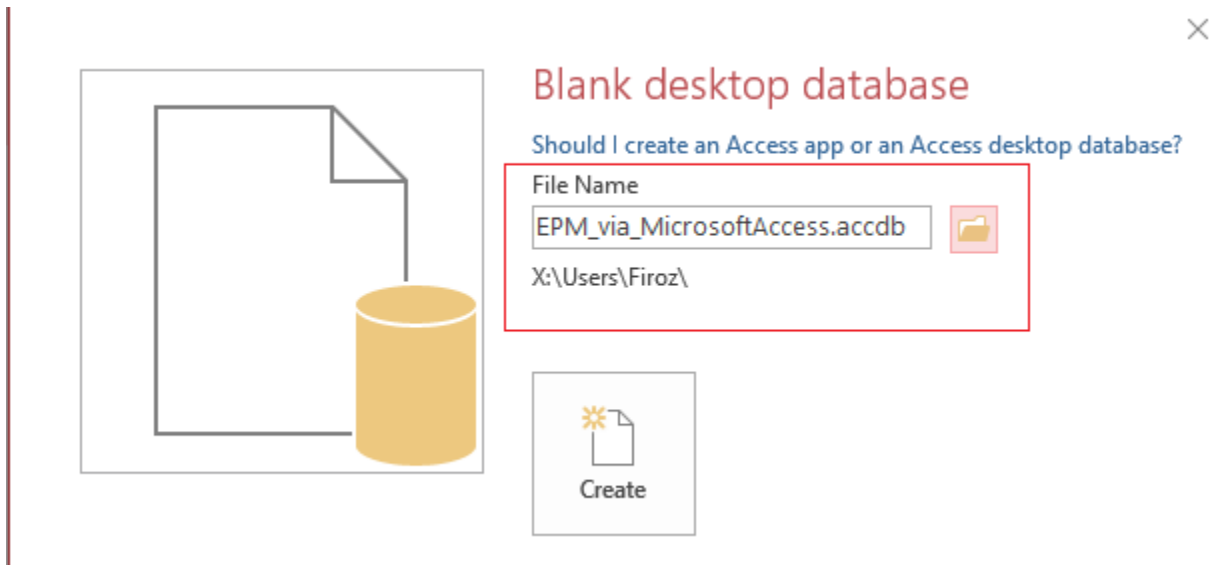 Blank desktop database
Should I create an Access app or an Access desktop database?
File Name
EPM_via_MicrosoftAccess.accdb
X:\Users\Firoz\
Create